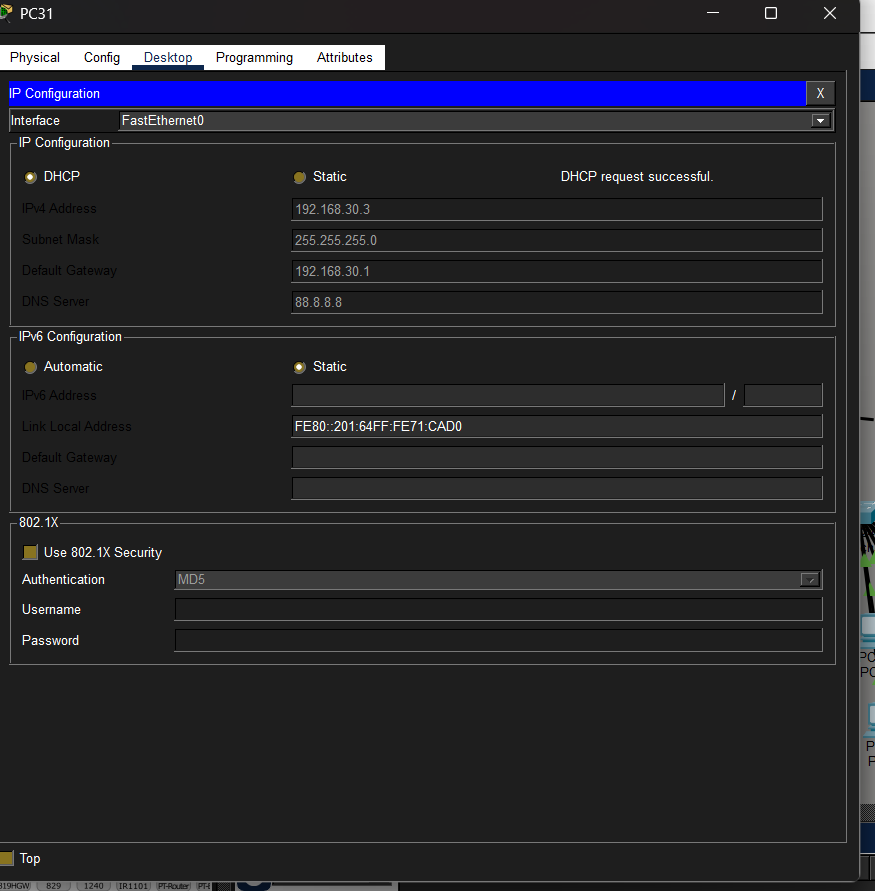 PC31
Physical Config Desktop Programming Attributes
IP Configuration X
Interface FastEthernet0
IP Configuration
DHCP Static DHCP request successful.
IPv4 Address 192.168.30.3
Subnet Mask 255.255.255.0
Default Gateway 192.168.30.1
DNS Server 88.8.8.8
IPv6 Configuration
Automatic Static
IPv6 Address /
Link Local Address FE80::201:64FF:FE71:CAD0
Default Gateway
DNS Server
802.1X
Use 802.1X Security
Authentication MD5
Username
Password
PC
PC
P
Top
819HGW 829 1240 IR1101 PT-Router